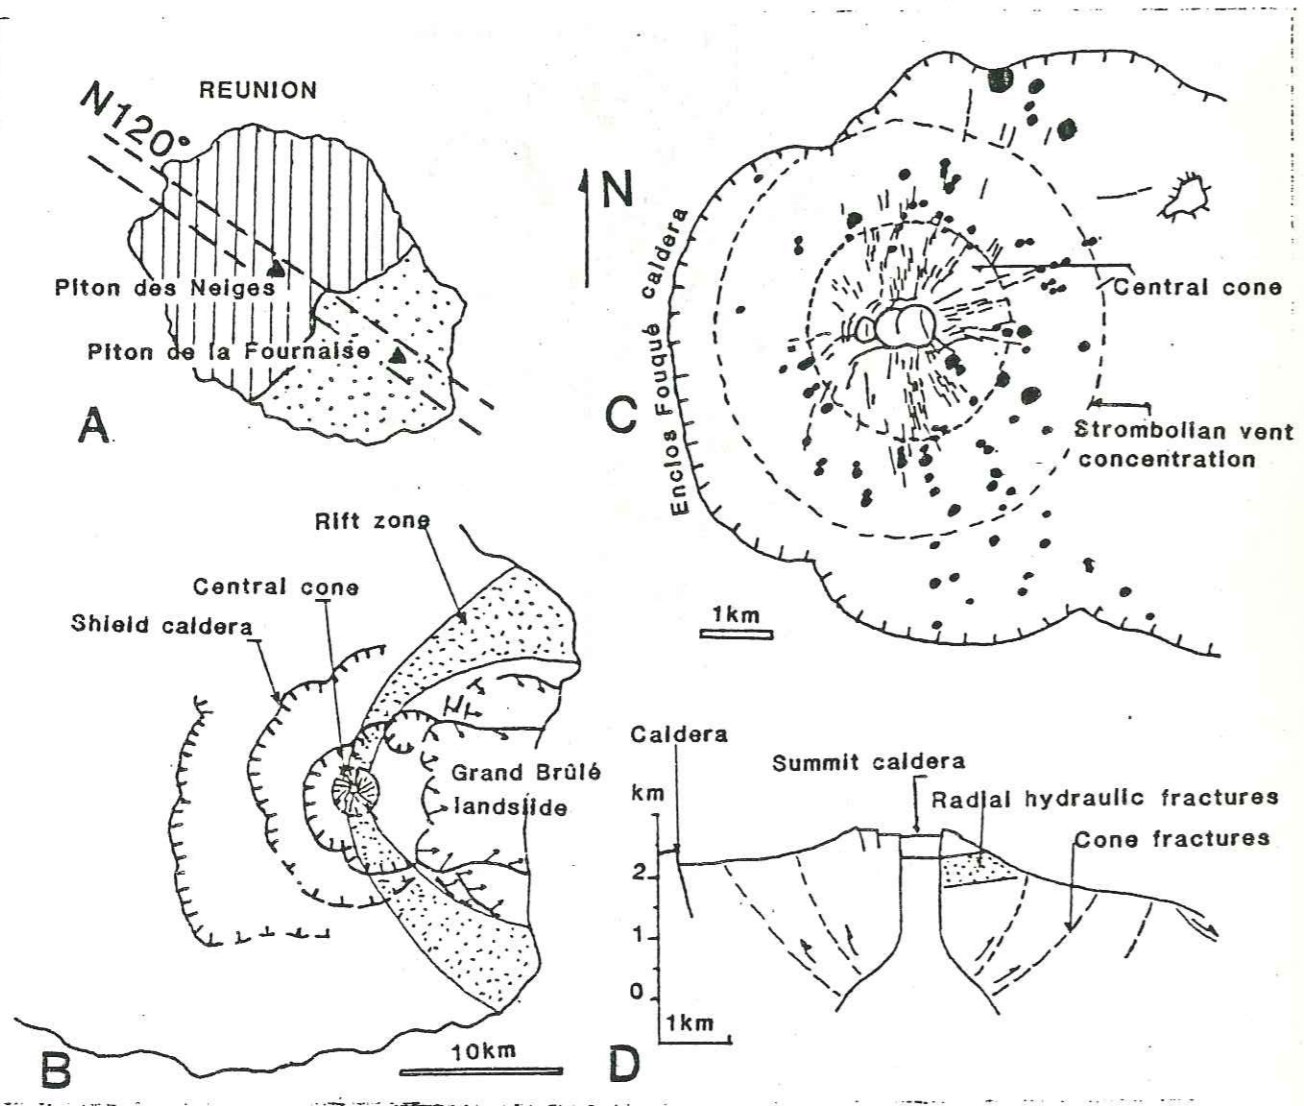 REUNION
N120°
Piton des Neiges
Piton de la Fournaise
A
N
Enclos Fouqué caldera
Central cone
C
Strombolian vent
concentration
1km
Rift zone
Central cone
Shield caldera
Grand Brûlé
landslide
10km
B
Caldera
Summit caldera
km
Radial hydraulic fractures
Cone fractures
2
1
0
1km
D